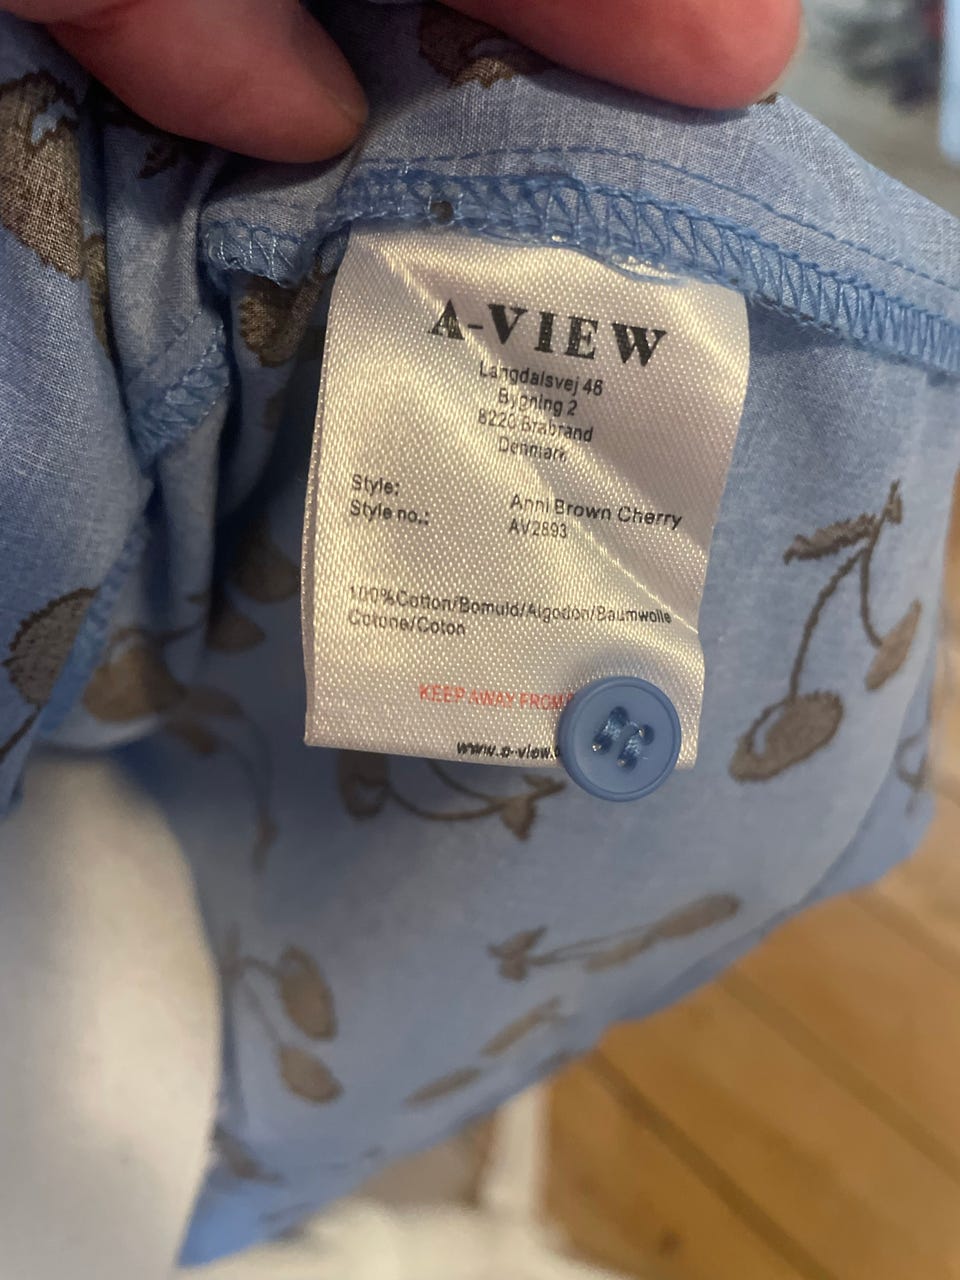 A-VIEW
Langdalsvej 46
Bygning 2
8220 Brabrand
Denmark
Style: Anni Brown Cherry
Style no.: AV2893
100%Cotton/Bomuld/Algodon/Baumwolle
Cotone/Coton
KEEP AWAY FROM
www.a-view.